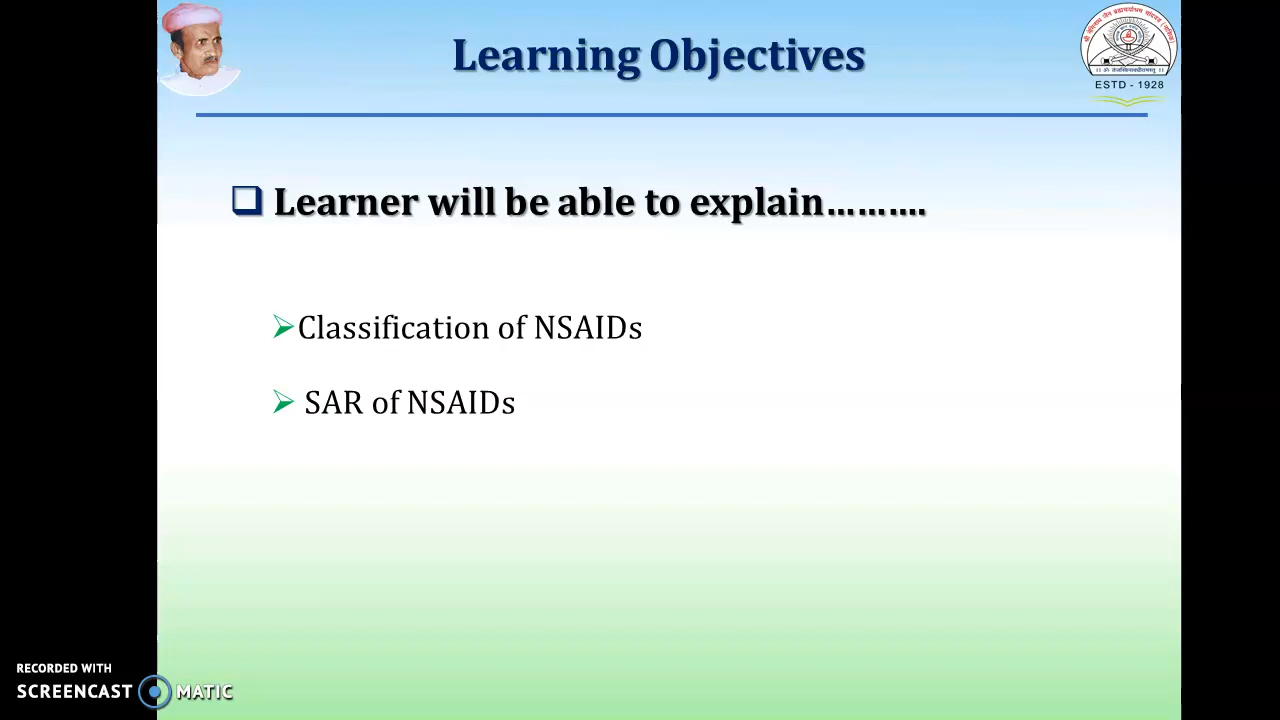 Learning Objectives
ESTD - 1928
❑ Learner will be able to explain……….
➢Classification of NSAIDs
➢ SAR of NSAIDs
RECORDED WITH
SCREENCAST MATIC